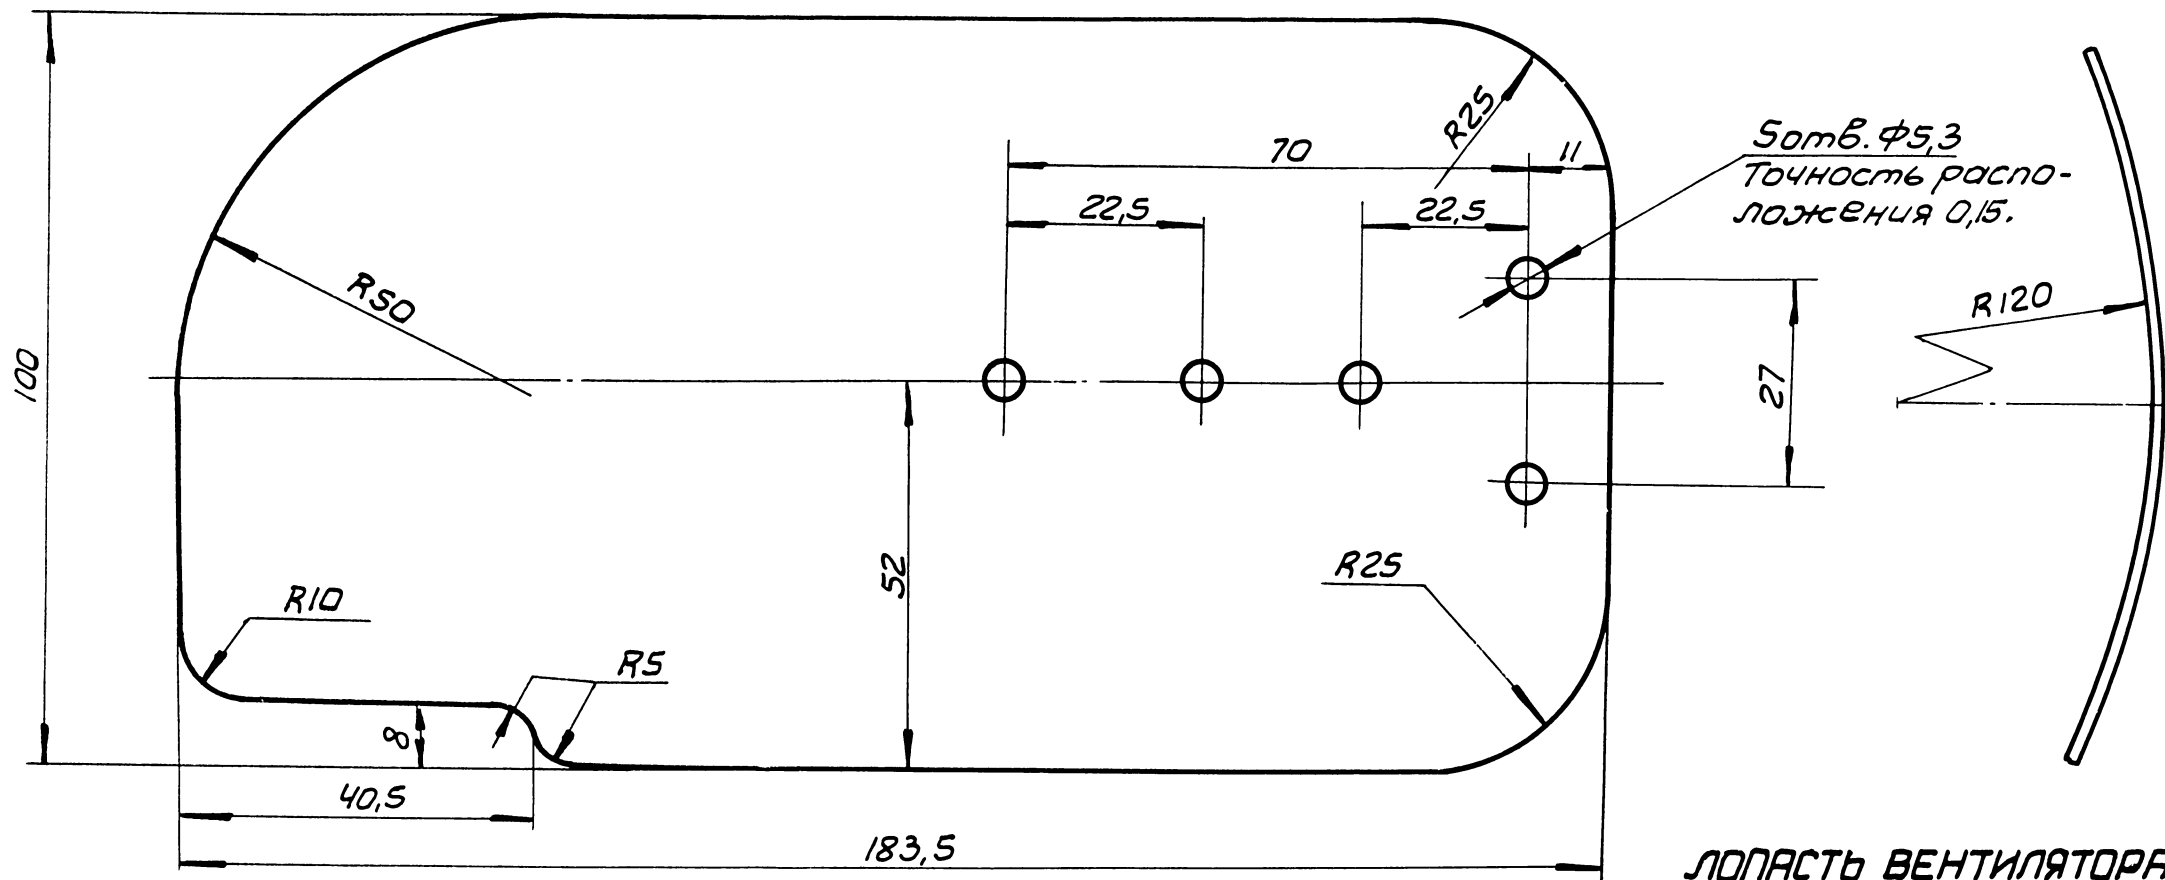 100
R50
R10
R5
8
40,5
183,5
52
70
11
22,5
22,5
R25
5отв. Ф5,3
Точность распо-
ложения 0,15.
27
R25
R120
ЛОПАСТЬ ВЕНТИЛЯТОРА